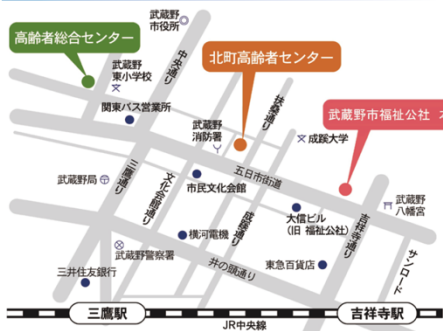 武蔵野
市役所
高齢者総合センター
中央通り
北町高齢者センター
武蔵野
東小学校
扶桑通り
武蔵野市福祉公社
関東バス営業所
武蔵野
消防署
成蹊大学
三鷹通り
五日市街道
武蔵野局
文化会館通り
市民文化会館
成蹊通り
大信ビル
(旧 福祉公社)
吉祥寺通り
武蔵野
八幡宮
横河電機
武蔵野警察署
井の頭通り
東急百貨店
サンロード
三井住友銀行
三鷹駅
吉祥寺駅
JR中央線